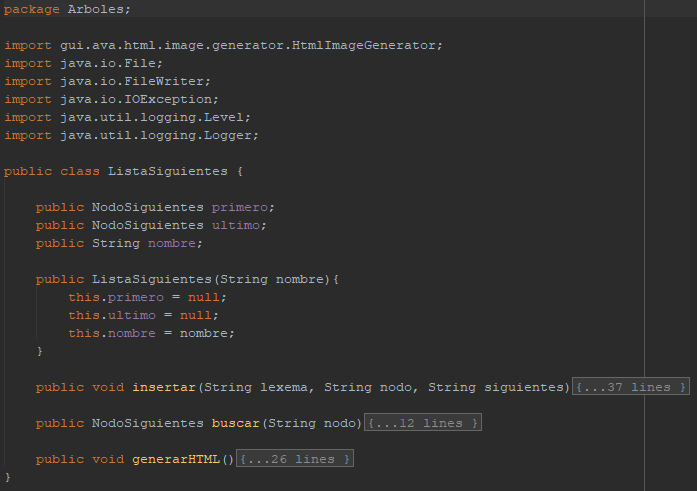 package Arboles;

import gui.ava.html.image.generator.HtmlImageGenerator;
import java.io.File;
import java.io.FileWriter;
import java.io.IOException;
import java.util.logging.Level;
import java.util.logging.Logger;

public class ListaSiguientes {

    public NodoSiguientes primero;
    public NodoSiguientes ultimo;
    public String nombre;

    public ListaSiguientes(String nombre){
        this.primero = null;
        this.ultimo = null;
        this.nombre = nombre;
    }

    public void insertar(String lexema, String nodo, String siguientes){...37 lines }

    public NodoSiguientes buscar(String nodo){...12 lines }

    public void generarHTML(){...26 lines }
}